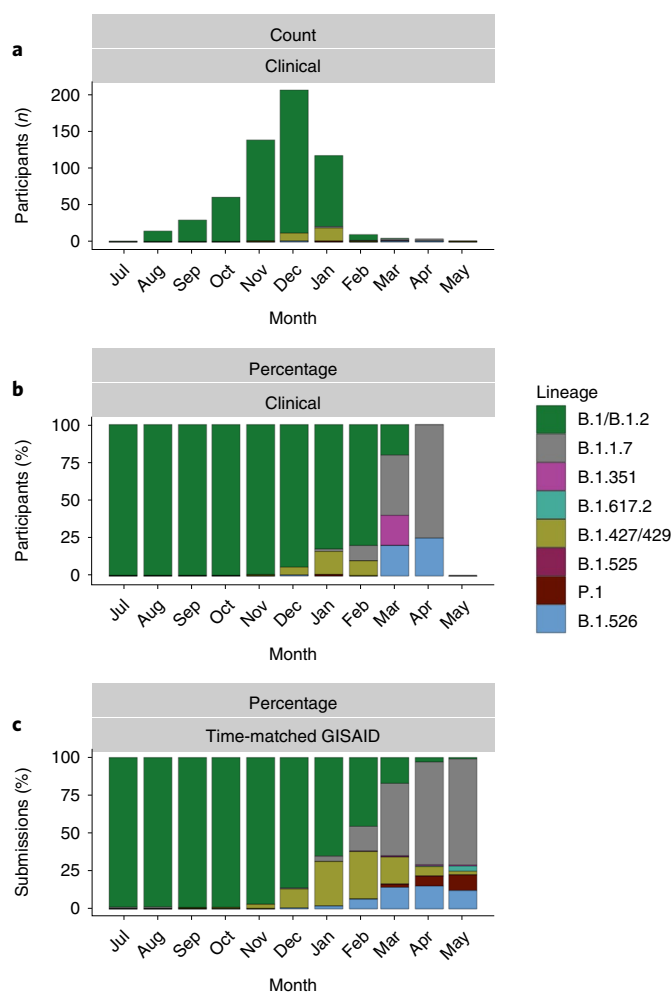 a
Count
Clinical
Participants (n)
200
150
100
50
0
Jul Aug Sep Oct Nov Dec Jan Feb Mar Apr May
Month
b
Percentage
Clinical
Participants (%)
100
75
50
25
0
Jul Aug Sep Oct Nov Dec Jan Feb Mar Apr May
Month
Lineage
B.1/B.1.2
B.1.1.7
B.1.351
B.1.617.2
B.1.427/429
B.1.525
P.1
B.1.526
c
Percentage
Time-matched GISAID
Submissions (%)
100
75
50
25
0
Jul Aug Sep Oct Nov Dec Jan Feb Mar Apr May
Month